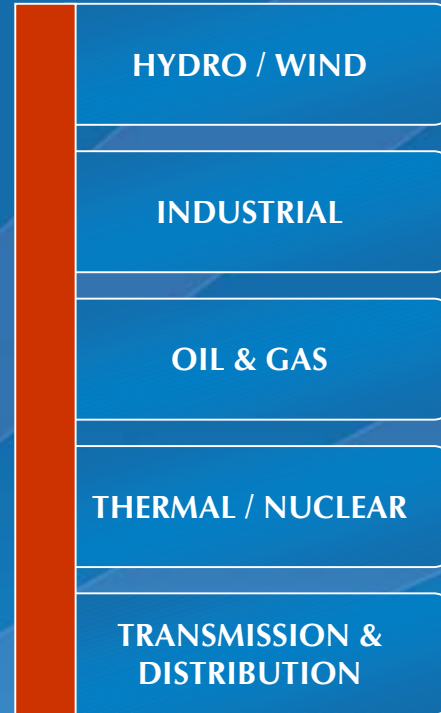 HYDRO / WIND
INDUSTRIAL
OIL & GAS
THERMAL / NUCLEAR
TRANSMISSION &
DISTRIBUTION